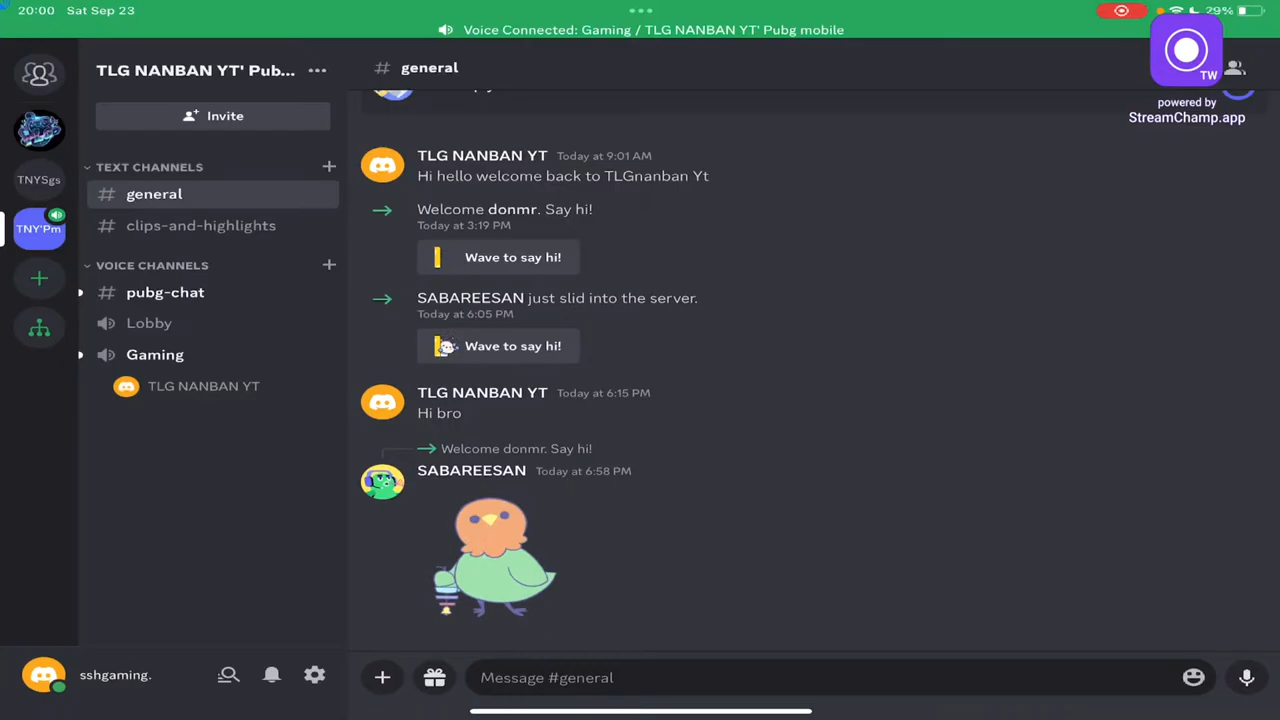 20:00 Sat Sep 23
29%
Voice Connected: Gaming / TLG NANBAN YT' Pubg mobile
TW
powered by
StreamChamp.app
TLG NANBAN YT' Pub...
Invite
TEXT CHANNELS
general
clips-and-highlights
VOICE CHANNELS
pubg-chat
Lobby
Gaming
TLG NANBAN YT
TNYSgs
TNY'Pm
sshgaming.
# general
TLG NANBAN YT Today at 9:01 AM
Hi hello welcome back to TLGnanban Yt
Welcome donmr. Say hi!
Today at 3:19 PM
Wave to say hi!
SABAREESAN just slid into the server.
Today at 6:05 PM
Wave to say hi!
TLG NANBAN YT Today at 6:15 PM
Hi bro
Welcome donmr. Say hi!
SABAREESAN Today at 6:58 PM
Message #general